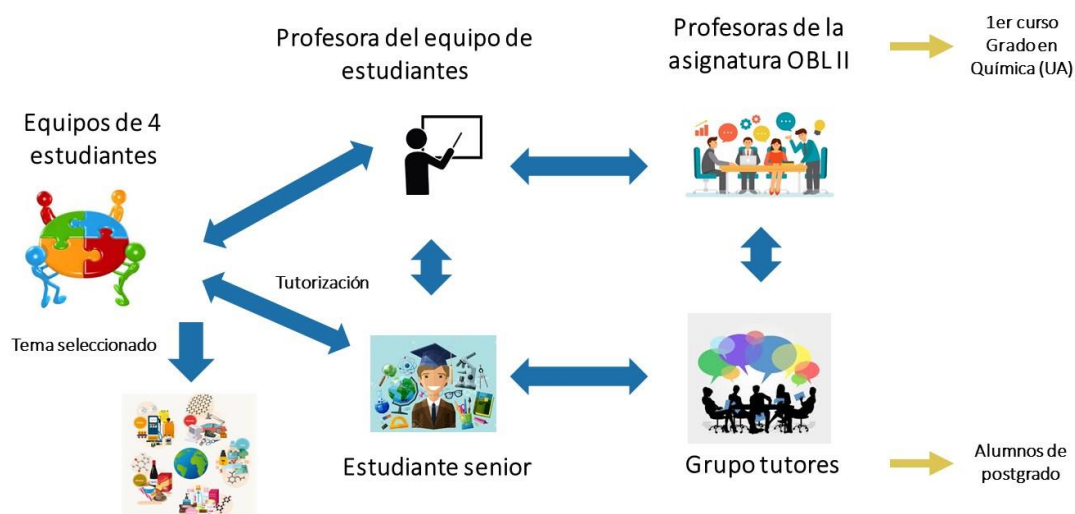 Profesora del equipo de
estudiantes
Profesoras de la
asignatura OBL II
1er curso
Grado en
Química (UA)
Equipos de 4
estudiantes
Tutorización
Tema seleccionado
Estudiante senior
Grupo tutores
Alumnos de
postgrado